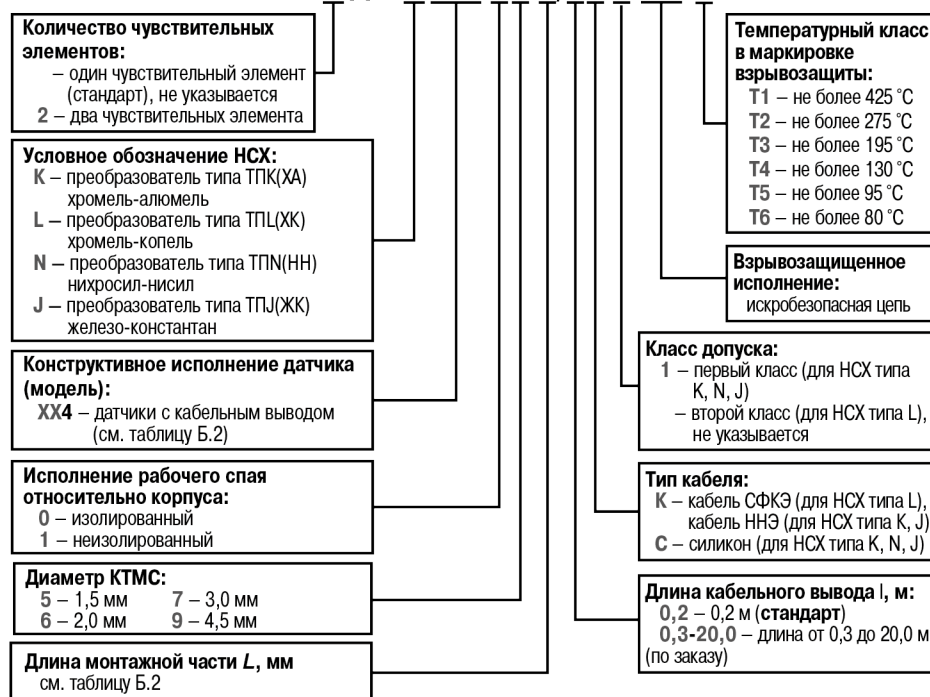 Количество чувствительных
элементов:
– один чувствительный элемент
(стандарт), не указывается
2 – два чувствительных элемента
Условное обозначение НСХ:
K – преобразователь типа ТПК(ХА)
хромель-алюмель
L – преобразователь типа ТПL(ХК)
хромель-копель
N – преобразователь типа ТПN(НН)
нихросил-нисил
J – преобразователь типа ТПJ(ЖК)
железо-константан
Конструктивное исполнение датчика
(модель):
XX4 – датчики с кабельным выводом
(см. таблицу Б.2)
Исполнение рабочего спая
относительно корпуса:
0 – изолированный
1 – неизолированный
Диаметр КТМС:
5 – 1,5 мм 7 – 3,0 мм
6 – 2,0 мм 9 – 4,5 мм
Длина монтажной части L, мм
см. таблицу Б.2
Температурный класс
в маркировке
взрывозащиты:
T1 – не более 425 °С
T2 – не более 275 °С
T3 – не более 195 °С
T4 – не более 130 °С
T5 – не более 95 °С
T6 – не более 80 °С
Взрывозащищенное
исполнение:
искробезопасная цепь
Класс допуска:
1 – первый класс (для НСХ типа
K, N, J)
– второй класс (для НСХ типа L),
не указывается
Тип кабеля:
К – кабель СФКЭ (для НСХ типа L),
кабель ННЭ (для НСХ типа K, J)
С – силикон (для НСХ типа K, N, J)
Длина кабельного вывода l, м:
0,2 – 0,2 м (стандарт)
0,3-20,0 – длина от 0,3 до 20,0 м
(по заказу)